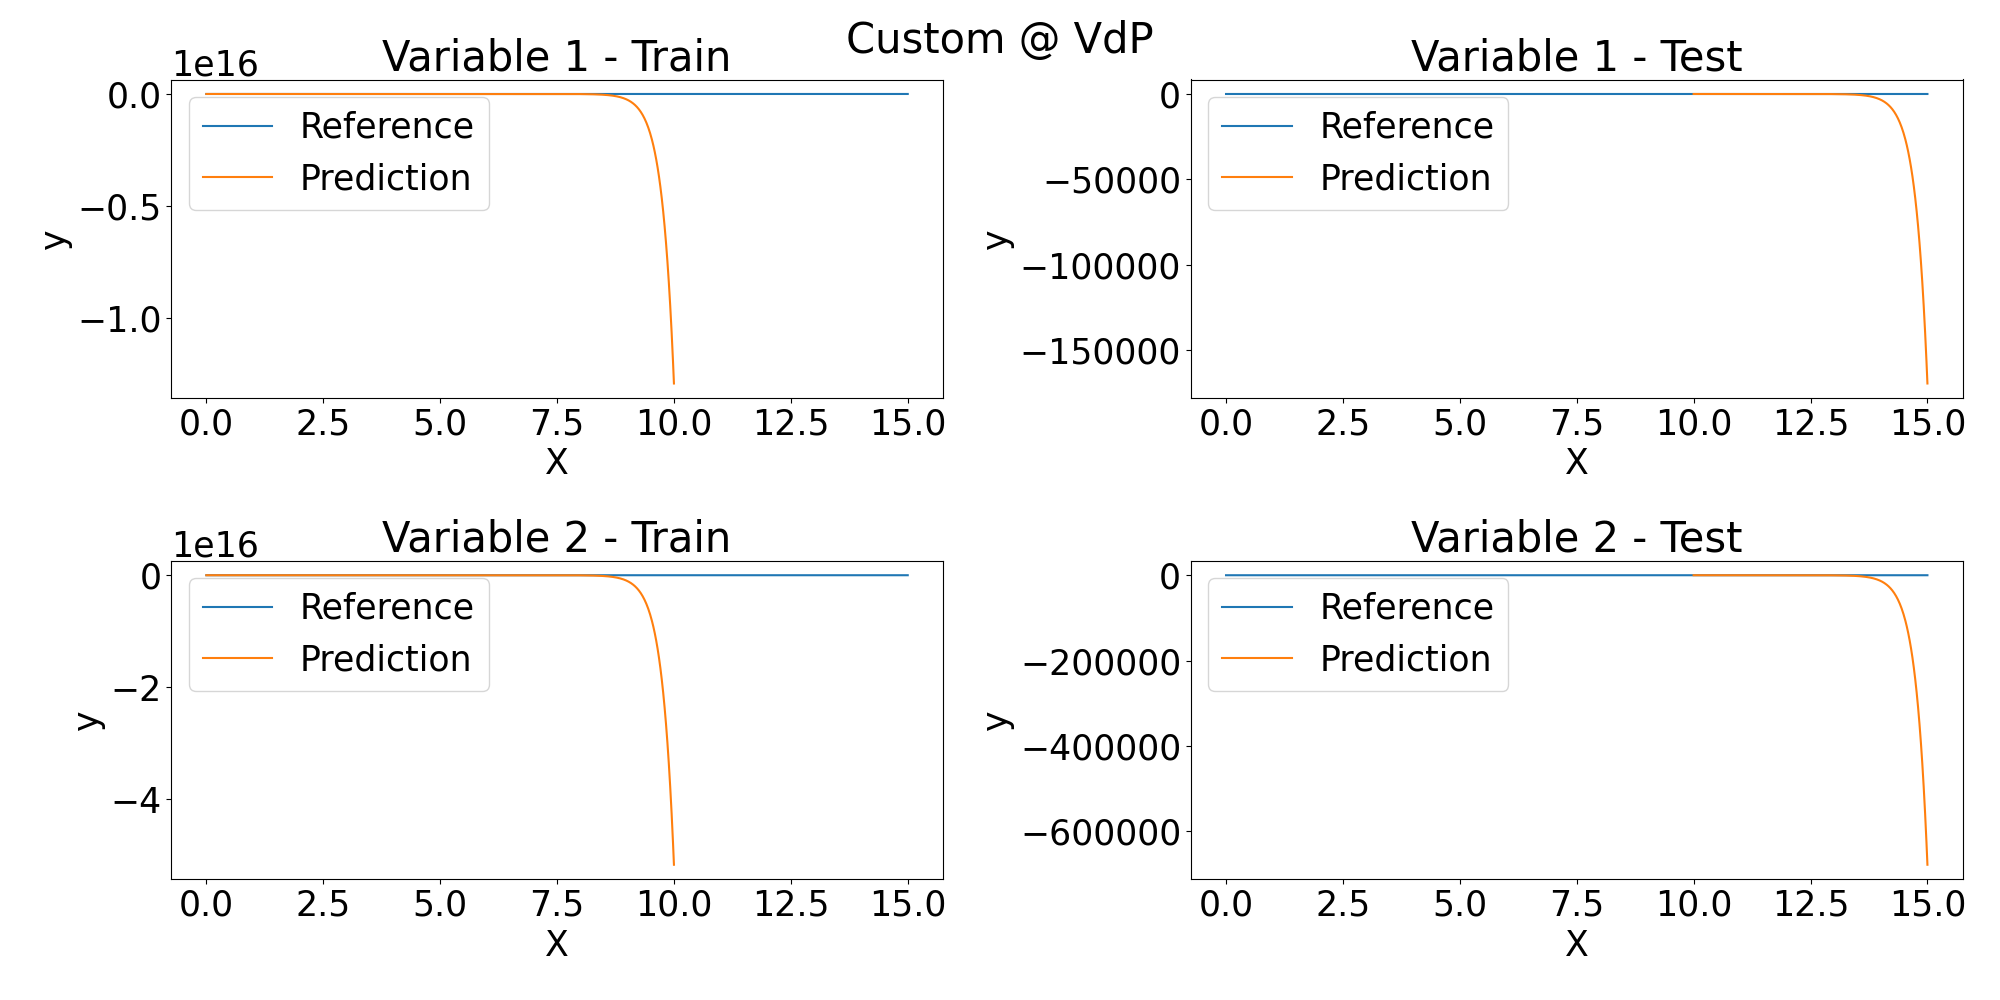 Custom @ VdP
Variable 1 - Train
1e16
0.0
−0.5
−1.0
y
Reference
Prediction
0.0 2.5 5.0 7.5 10.0 12.5 15.0
X
Variable 1 - Test
0
−50000
−100000
−150000
y
Reference
Prediction
0.0 2.5 5.0 7.5 10.0 12.5 15.0
X
Variable 2 - Train
1e16
0
−2
−4
y
Reference
Prediction
0.0 2.5 5.0 7.5 10.0 12.5 15.0
X
Variable 2 - Test
0
−200000
−400000
−600000
y
Reference
Prediction
0.0 2.5 5.0 7.5 10.0 12.5 15.0
X